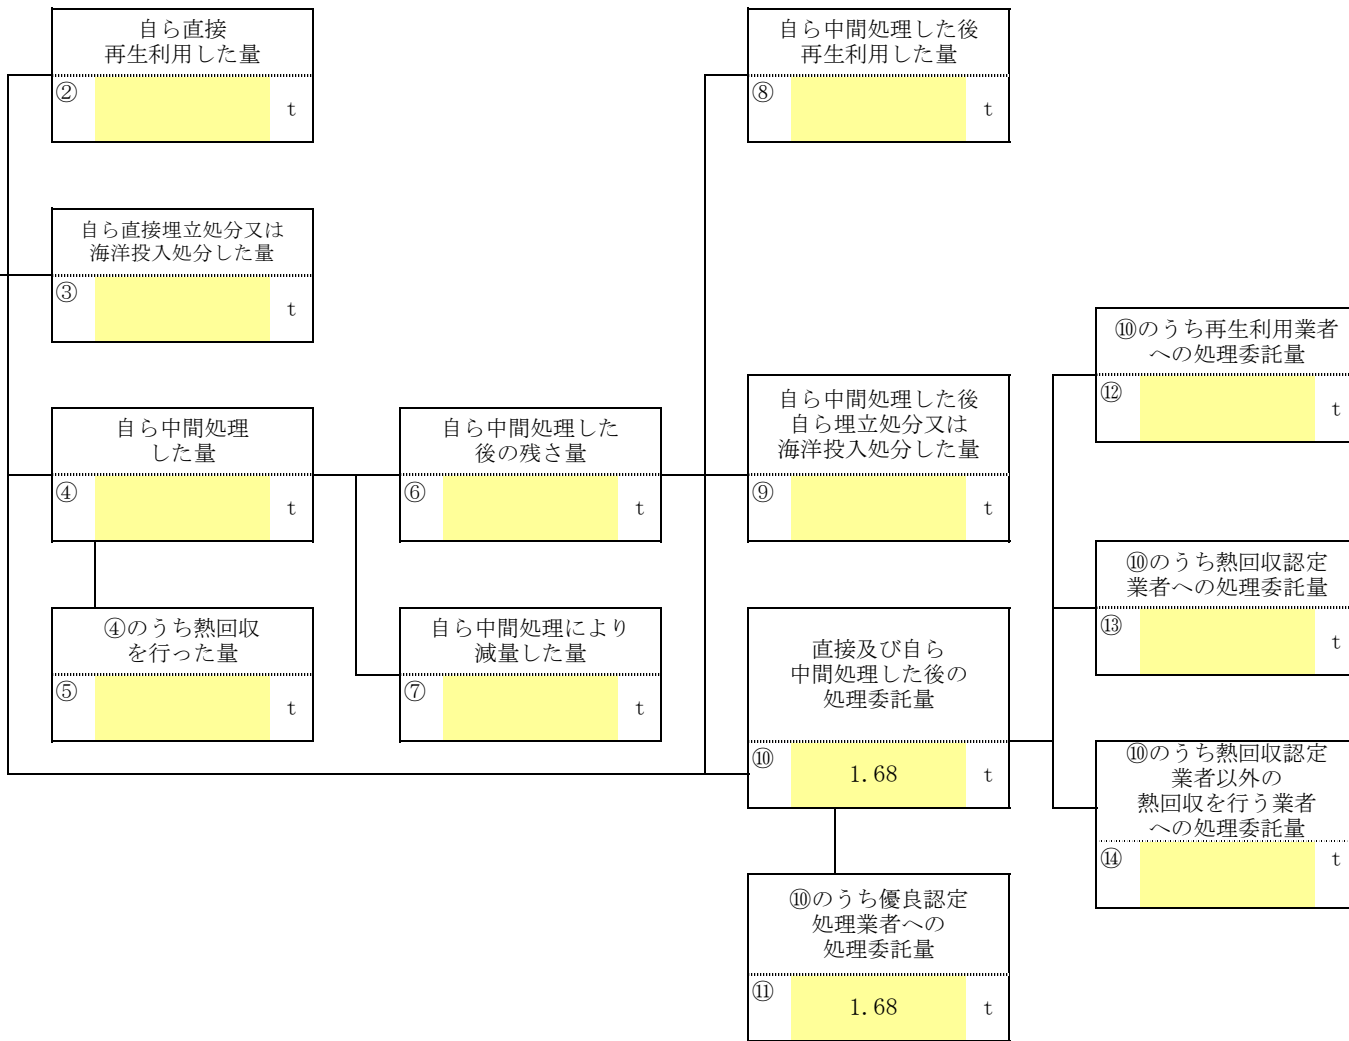 自ら直接
再生利用した量
②
t
自ら中間処理した後
再生利用した量
⑧
t
自ら直接埋立処分又は
海洋投入処分した量
③
t
⑩のうち再生利用業者
への処理委託量
⑫
t
自ら中間処理
した量
④
t
自ら中間処理した
後の残さ量
⑥
t
自ら中間処理した後
自ら埋立処分又は
海洋投入処分した量
⑨
t
⑩のうち熱回収認定
業者への処理委託量
⑬
t
④のうち熱回収
を行った量
⑤
t
自ら中間処理により
減量した量
⑦
t
直接及び自ら
中間処理した後の
処理委託量
⑩
1.68
t
⑩のうち熱回収認定
業者以外の
熱回収を行う業者
への処理委託量
⑭
t
⑩のうち優良認定
処理業者への
処理委託量
⑪
1.68
t